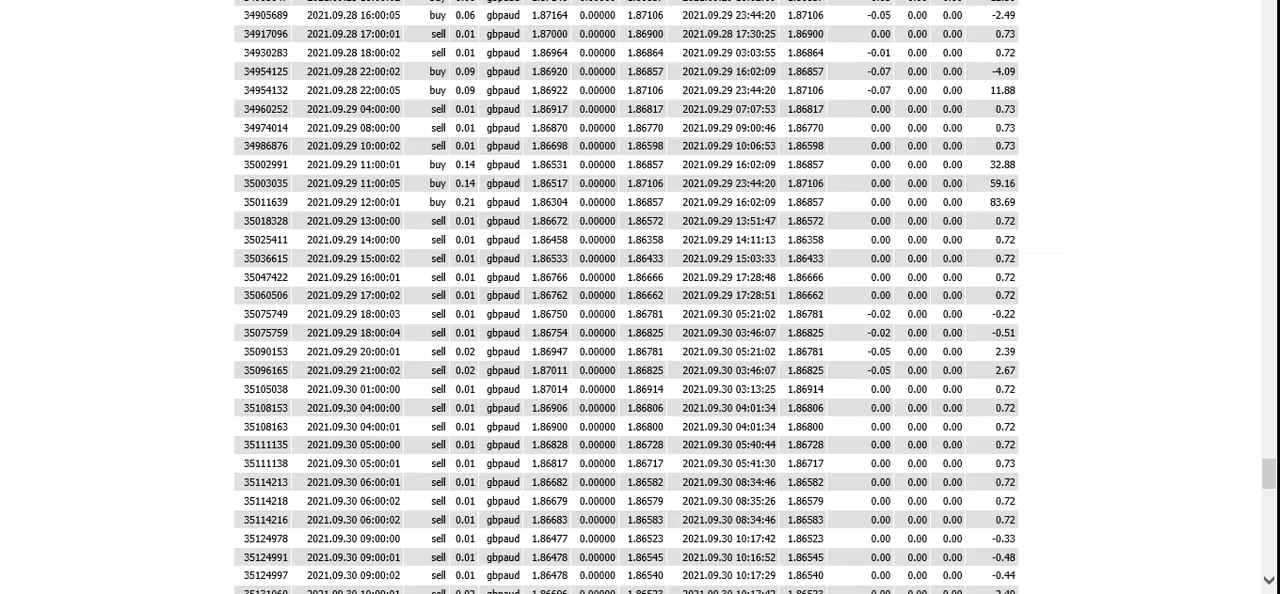 34905689 2021.09.28 16:00:05 buy 0.06 gbpaud 1.87164 0.00000 1.87106 2021.09.29 23:44:20 1.87106 -0.05 0.00 0.00 -2.49
34917096 2021.09.28 17:00:01 sell 0.01 gbpaud 1.87000 0.00000 1.86900 2021.09.28 17:30:25 1.86900 0.00 0.00 0.00 0.73
34930283 2021.09.28 18:00:02 sell 0.01 gbpaud 1.86964 0.00000 1.86864 2021.09.29 03:03:55 1.86864 -0.01 0.00 0.00 0.72
34954125 2021.09.28 22:00:02 buy 0.09 gbpaud 1.86920 0.00000 1.86857 2021.09.29 16:02:09 1.86857 -0.07 0.00 0.00 -4.09
34954132 2021.09.28 22:00:05 buy 0.09 gbpaud 1.86922 0.00000 1.87106 2021.09.29 23:44:20 1.87106 -0.07 0.00 0.00 11.88
34960252 2021.09.29 04:00:00 sell 0.01 gbpaud 1.86917 0.00000 1.86817 2021.09.29 07:07:53 1.86817 0.00 0.00 0.00 0.73
34974014 2021.09.29 08:00:00 sell 0.01 gbpaud 1.86870 0.00000 1.86770 2021.09.29 09:00:46 1.86770 0.00 0.00 0.00 0.73
34986876 2021.09.29 10:00:02 sell 0.01 gbpaud 1.86698 0.00000 1.86598 2021.09.29 10:06:53 1.86598 0.00 0.00 0.00 0.73
35002991 2021.09.29 11:00:01 buy 0.14 gbpaud 1.86531 0.00000 1.86857 2021.09.29 16:02:09 1.86857 0.00 0.00 0.00 32.88
35003035 2021.09.29 11:00:05 buy 0.14 gbpaud 1.86517 0.00000 1.87106 2021.09.29 23:44:20 1.87106 0.00 0.00 0.00 59.16
35011639 2021.09.29 12:00:01 buy 0.21 gbpaud 1.86304 0.00000 1.86857 2021.09.29 16:02:09 1.86857 0.00 0.00 0.00 83.69
35018328 2021.09.29 13:00:00 sell 0.01 gbpaud 1.86672 0.00000 1.86572 2021.09.29 13:51:47 1.86572 0.00 0.00 0.00 0.72
35025411 2021.09.29 14:00:00 sell 0.01 gbpaud 1.86458 0.00000 1.86358 2021.09.29 14:11:13 1.86358 0.00 0.00 0.00 0.72
35036615 2021.09.29 15:00:02 sell 0.01 gbpaud 1.86533 0.00000 1.86433 2021.09.29 15:03:33 1.86433 0.00 0.00 0.00 0.72
35047422 2021.09.29 16:00:01 sell 0.01 gbpaud 1.86766 0.00000 1.86666 2021.09.29 17:28:48 1.86666 0.00 0.00 0.00 0.72
35060506 2021.09.29 17:00:02 sell 0.01 gbpaud 1.86762 0.00000 1.86662 2021.09.29 17:28:51 1.86662 0.00 0.00 0.00 0.72
35075749 2021.09.29 18:00:03 sell 0.01 gbpaud 1.86750 0.00000 1.86781 2021.09.30 05:21:02 1.86781 -0.02 0.00 0.00 -0.22
35075759 2021.09.29 18:00:04 sell 0.01 gbpaud 1.86754 0.00000 1.86825 2021.09.30 03:46:07 1.86825 -0.02 0.00 0.00 -0.51
35090153 2021.09.29 20:00:01 sell 0.02 gbpaud 1.86947 0.00000 1.86781 2021.09.30 05:21:02 1.86781 -0.05 0.00 0.00 2.39
35096165 2021.09.29 21:00:02 sell 0.02 gbpaud 1.87011 0.00000 1.86825 2021.09.30 03:46:07 1.86825 -0.05 0.00 0.00 2.67
35105038 2021.09.30 01:00:00 sell 0.01 gbpaud 1.87014 0.00000 1.86914 2021.09.30 03:13:25 1.86914 0.00 0.00 0.00 0.72
35108153 2021.09.30 04:00:00 sell 0.01 gbpaud 1.86906 0.00000 1.86806 2021.09.30 04:01:34 1.86806 0.00 0.00 0.00 0.72
35108163 2021.09.30 04:00:01 sell 0.01 gbpaud 1.86900 0.00000 1.86800 2021.09.30 04:01:34 1.86800 0.00 0.00 0.00 0.72
35111135 2021.09.30 05:00:00 sell 0.01 gbpaud 1.86828 0.00000 1.86728 2021.09.30 05:40:44 1.86728 0.00 0.00 0.00 0.72
35111138 2021.09.30 05:00:01 sell 0.01 gbpaud 1.86817 0.00000 1.86717 2021.09.30 05:41:30 1.86717 0.00 0.00 0.00 0.73
35114213 2021.09.30 06:00:01 sell 0.01 gbpaud 1.86682 0.00000 1.86582 2021.09.30 08:34:46 1.86582 0.00 0.00 0.00 0.72
35114218 2021.09.30 06:00:02 sell 0.01 gbpaud 1.86679 0.00000 1.86579 2021.09.30 08:35:26 1.86579 0.00 0.00 0.00 0.72
35114216 2021.09.30 06:00:02 sell 0.01 gbpaud 1.86683 0.00000 1.86583 2021.09.30 08:34:46 1.86583 0.00 0.00 0.00 0.72
35124978 2021.09.30 09:00:00 sell 0.01 gbpaud 1.86477 0.00000 1.86523 2021.09.30 10:17:42 1.86523 0.00 0.00 0.00 -0.33
35124991 2021.09.30 09:00:01 sell 0.01 gbpaud 1.86478 0.00000 1.86545 2021.09.30 10:16:52 1.86545 0.00 0.00 0.00 -0.48
35124997 2021.09.30 09:00:02 sell 0.01 gbpaud 1.86478 0.00000 1.86540 2021.09.30 10:17:29 1.86540 0.00 0.00 0.00 -0.44